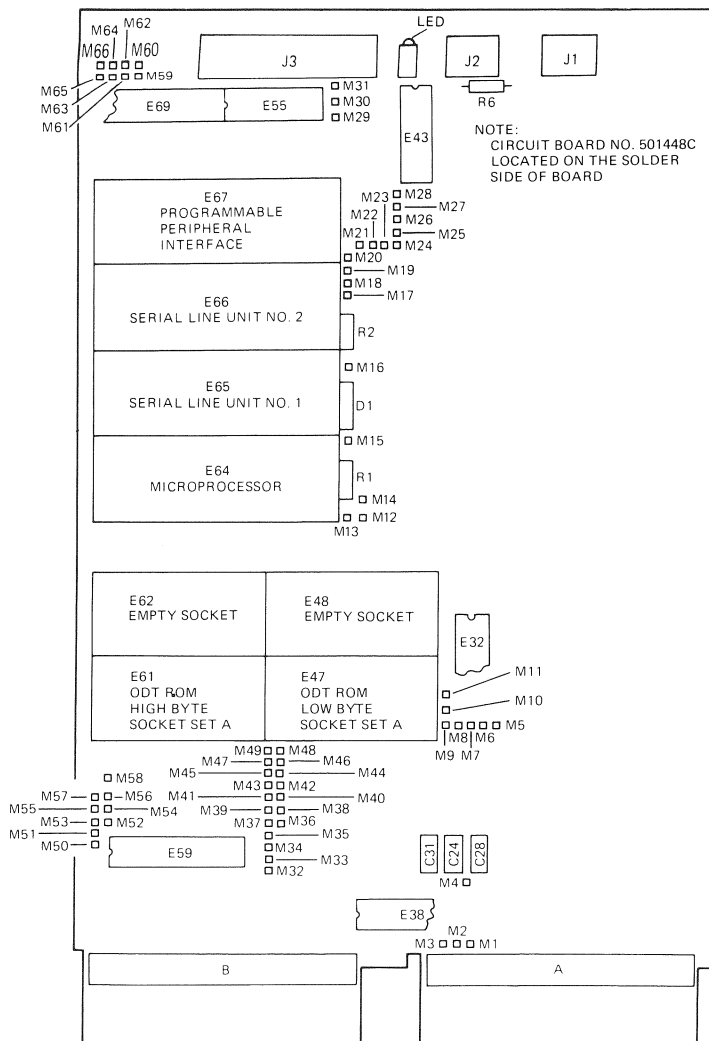 M62
M64
M66 M60
M65
M59
M63
M61
J3
LED
J2
J1
R6
M31
M30
M29
E69
E55
E43
NOTE:
CIRCUIT BOARD NO. 501448C
LOCATED ON THE SOLDER
SIDE OF BOARD
E67
PROGRAMMABLE
PERIPHERAL
INTERFACE
M28
M23
M27
M22
M26
M21
M25
M24
M20
M19
M18
M17
E66
SERIAL LINE UNIT NO. 2
R2
M16
E65
SERIAL LINE UNIT NO. 1
D1
M15
E64
MICROPROCESSOR
R1
M14
M12
M13
E62
EMPTY SOCKET
E48
EMPTY SOCKET
E32
E61
ODT ROM
HIGH BYTE
SOCKET SET A
E47
ODT ROM
LOW BYTE
SOCKET SET A
M11
M10
M5
M8 M6
M9 M7
M49 M48
M47 M46
M45 M44
M43 M42
M41 M40
M39 M38
M37 M36
M35
M34
M33
M32
M58
M57 M56
M55 M54
M53 M52
M51
M50
E59
C31
C24
C28
M4
E38
M2
M3 M1
B
A